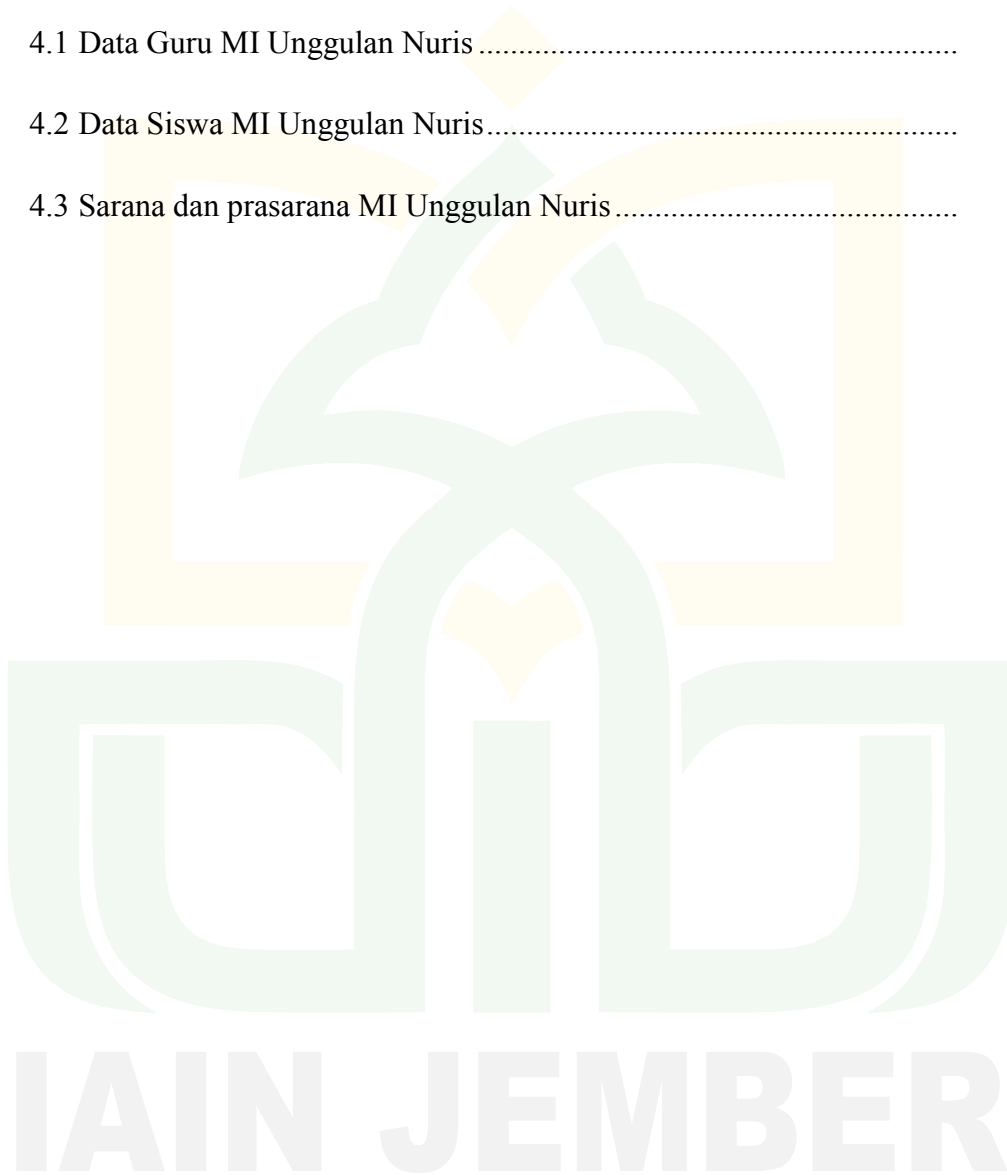 4.1 Data Guru MI Unggulan Nuris ............................................................
4.2 Data Siswa MI Unggulan Nuris...........................................................
4.3 Sarana dan prasarana MI Unggulan Nuris...........................................
IAIN JEMBER